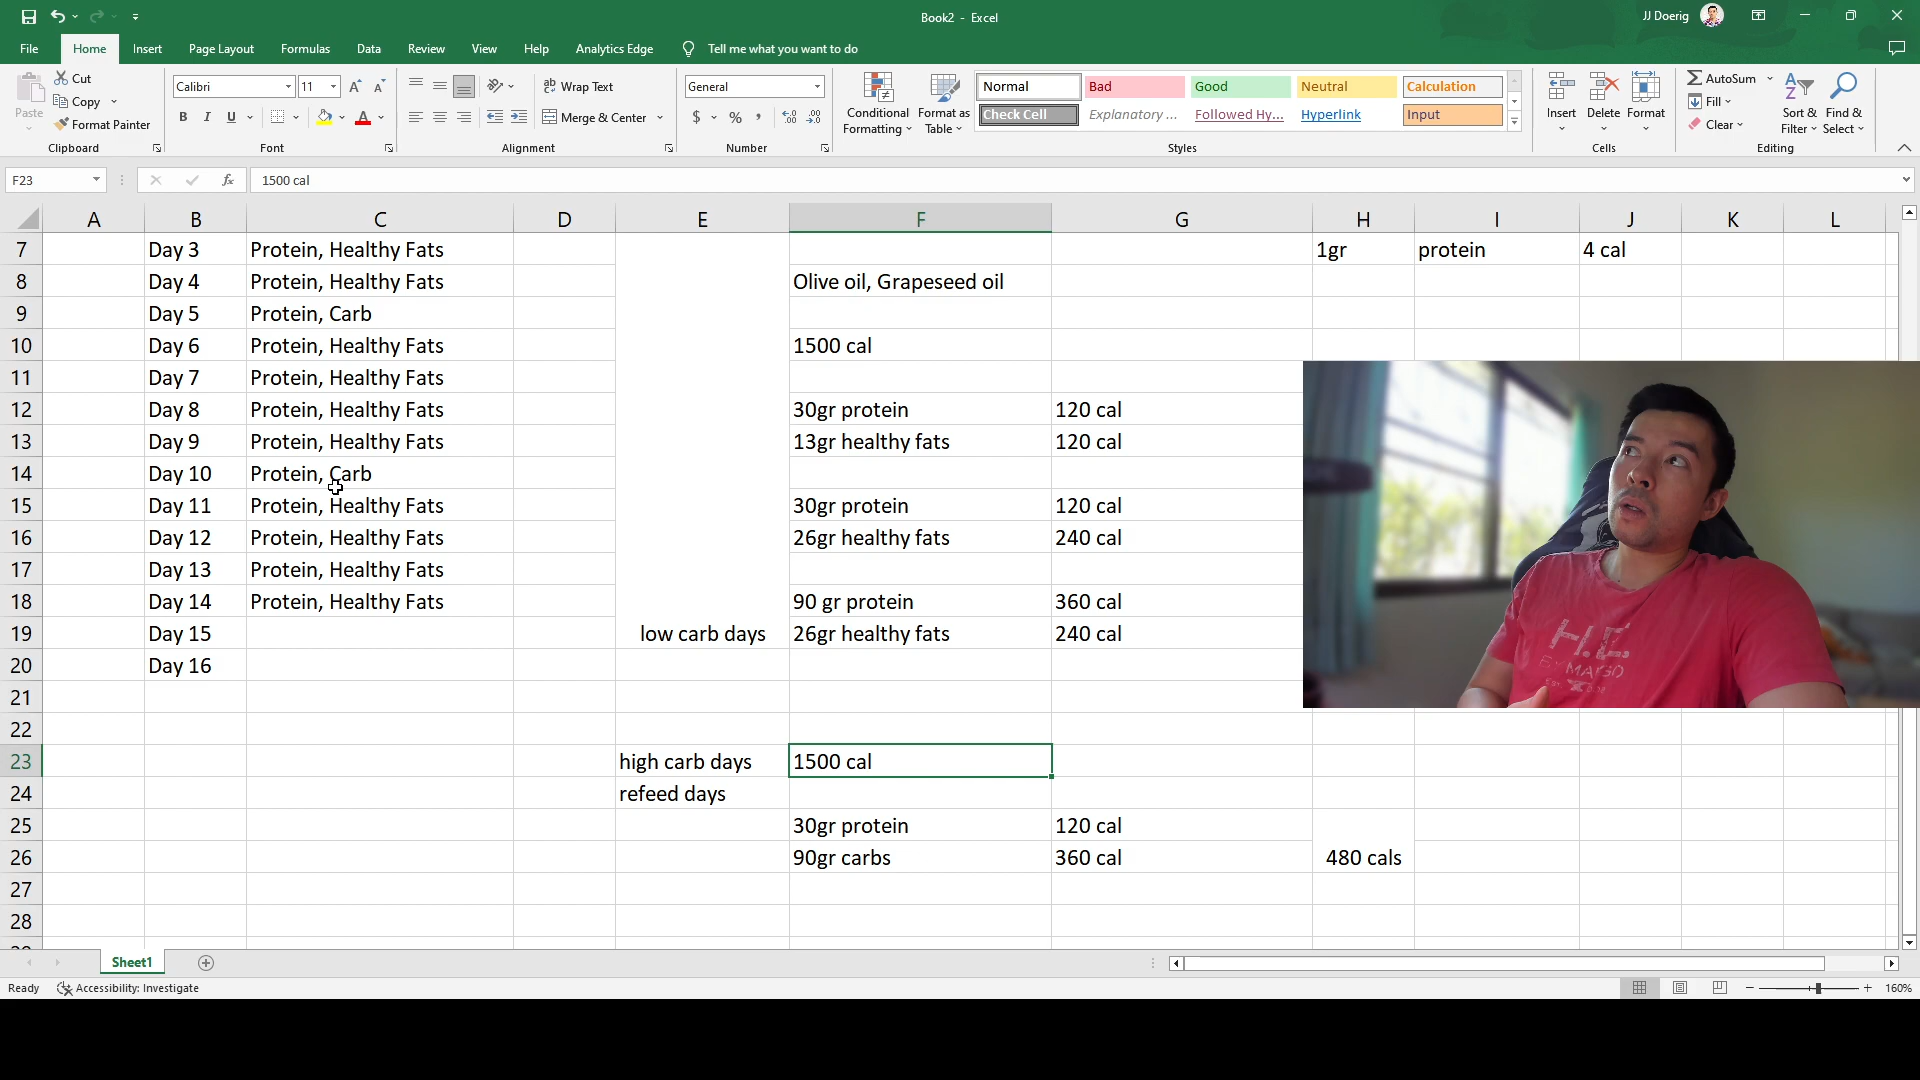 Book2 - Excel
JJ Doerig
File Home Insert Page Layout Formulas Data Review View Help Analytics Edge Tell me what you want to do
Paste
Cut
Copy
Format Painter
Clipboard
Calibri 11
B I U
Font
Wrap Text
Merge & Center
Alignment
General
$ % ,
Number
Conditional Formatting
Format as Table
Normal Bad Good Neutral Calculation
Check Cell Explanatory ... Followed Hy... Hyperlink Input
Styles
Insert Delete Format
Cells
AutoSum
Fill
Clear
Sort & Filter
Find & Select
Editing
F23 fx 1500 cal
A B C D E F G H I J K L
7 Day 3 Protein, Healthy Fats 1gr protein 4 cal
8 Day 4 Protein, Healthy Fats Olive oil, Grapeseed oil
9 Day 5 Protein, Carb
10 Day 6 Protein, Healthy Fats 1500 cal
11 Day 7 Protein, Healthy Fats
12 Day 8 Protein, Healthy Fats 30gr protein 120 cal
13 Day 9 Protein, Healthy Fats 13gr healthy fats 120 cal
14 Day 10 Protein, Carb
15 Day 11 Protein, Healthy Fats 30gr protein 120 cal
16 Day 12 Protein, Healthy Fats 26gr healthy fats 240 cal
17 Day 13 Protein, Healthy Fats
18 Day 14 Protein, Healthy Fats 90 gr protein 360 cal
19 Day 15 low carb days 26gr healthy fats 240 cal
20 Day 16
21
22
23 high carb days 1500 cal
24 refeed days
25 30gr protein 120 cal
26 90gr carbs 360 cal 480 cals
27
28
H.E.
BY MANGO
Sheet1
Ready Accessibility: Investigate
160%